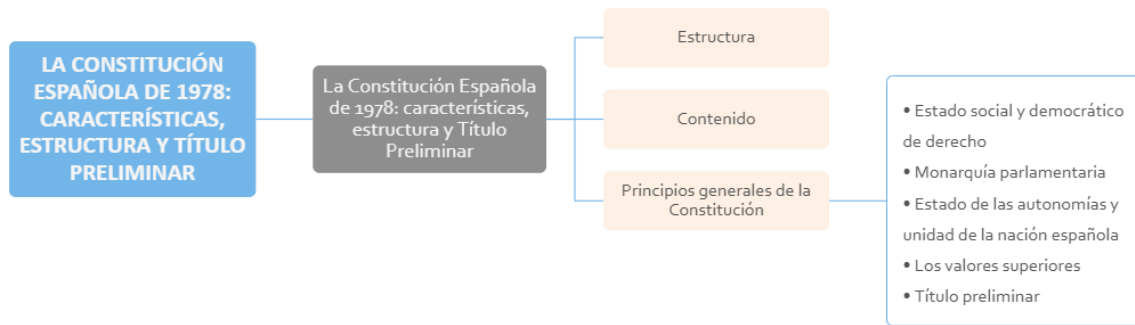 LA CONSTITUCIÓN
ESPAÑOLA DE 1978:
CARACTERÍSTICAS,
ESTRUCTURA Y TÍTULO
PRELIMINAR
La Constitución Española
de 1978: características,
estructura y Título
Preliminar
Estructura
Contenido
Principios generales de la
Constitución
• Estado social y democrático
de derecho
• Monarquía parlamentaria
• Estado de las autonomías y
unidad de la nación española
• Los valores superiores
• Título preliminar